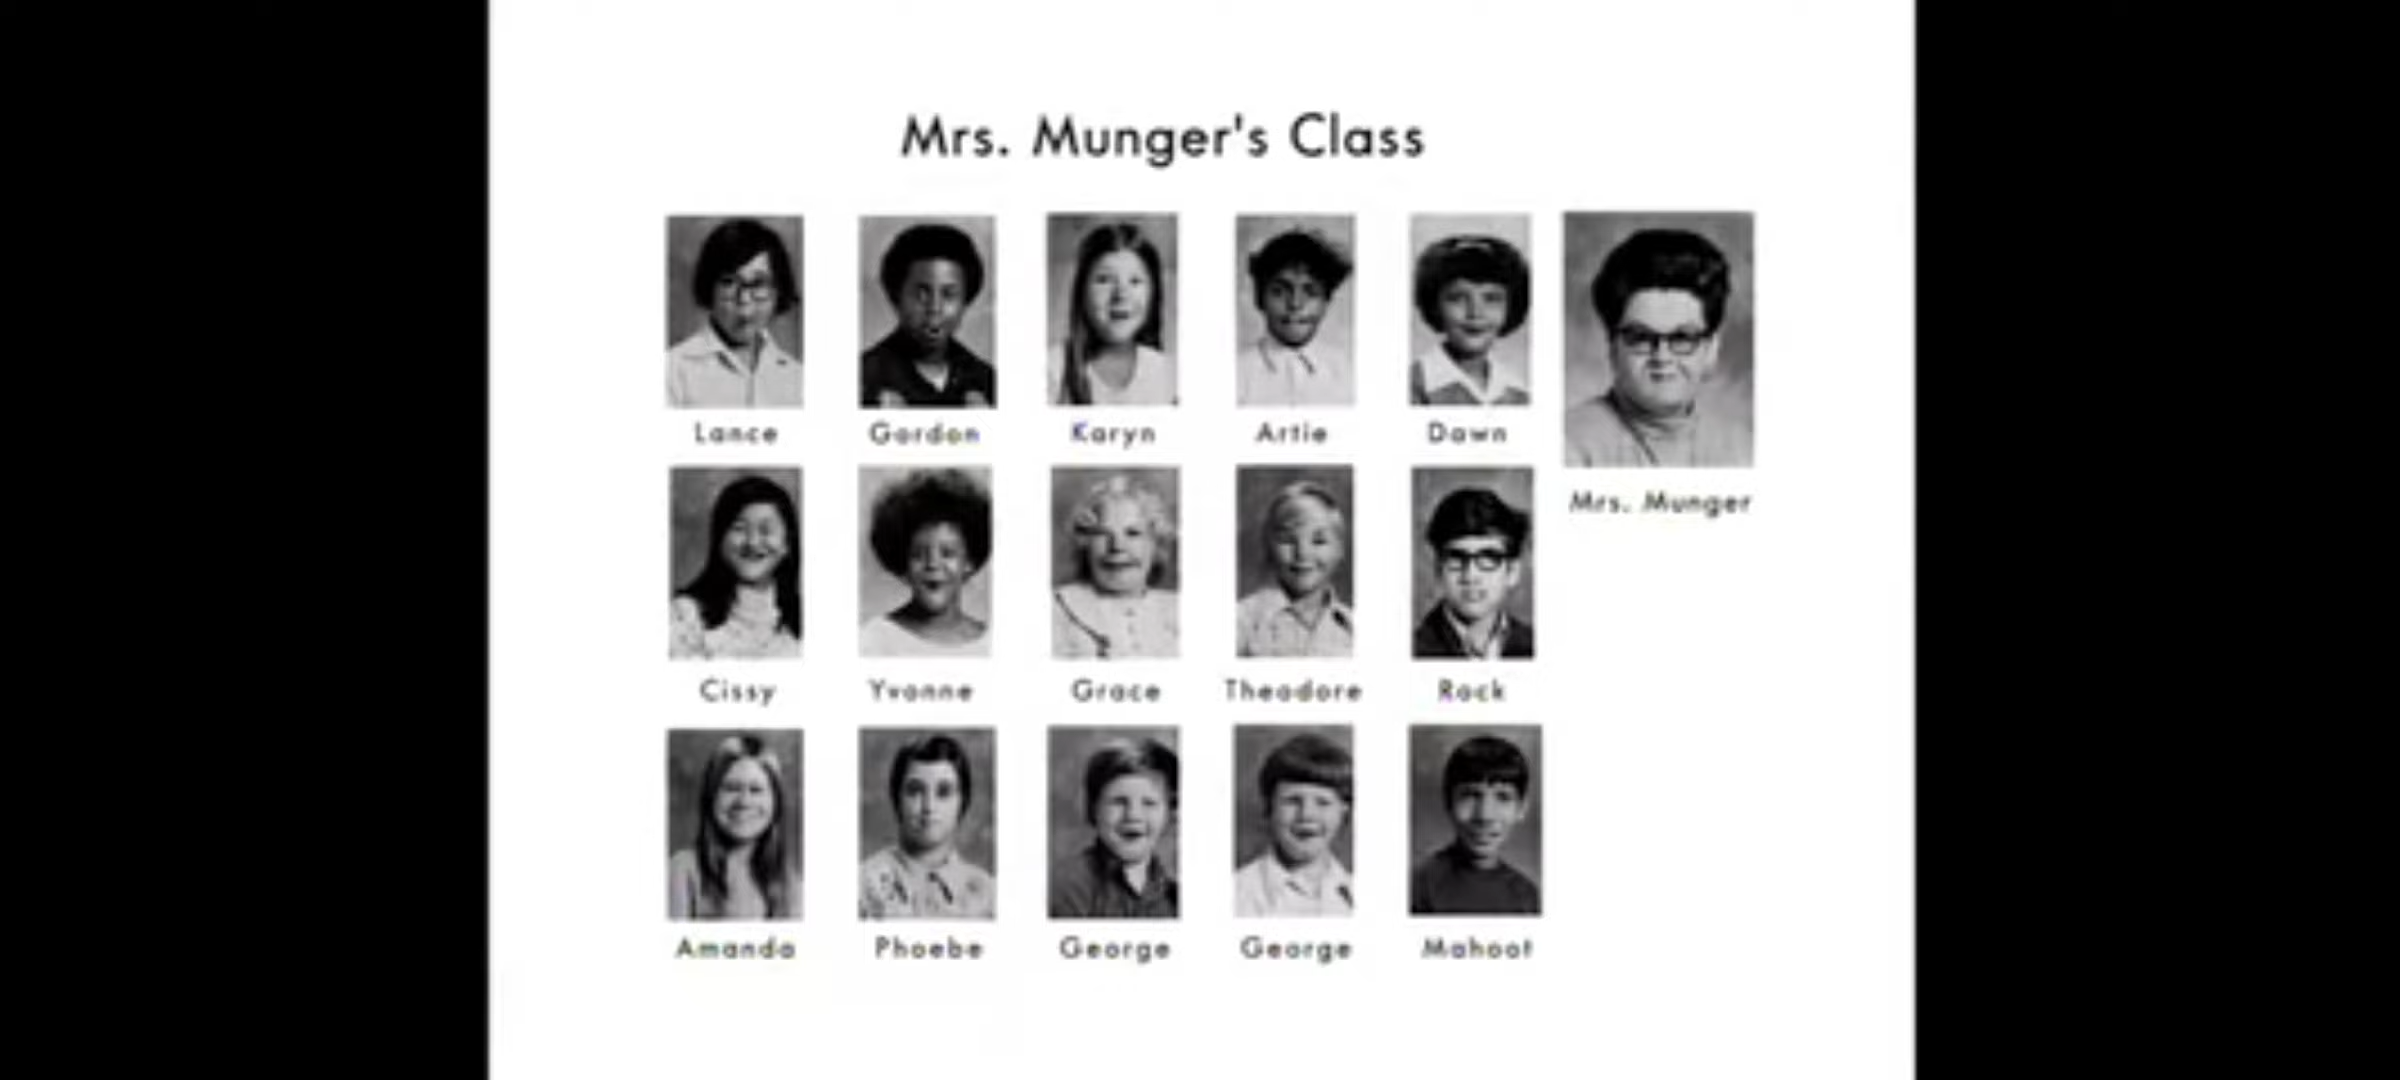 Mrs. Munger's Class
Lance Gordon Karyn Artie Dawn
Mrs. Munger
Cissy Yvonne Grace Theodore Rock
Amanda Phoebe George George Mahoot